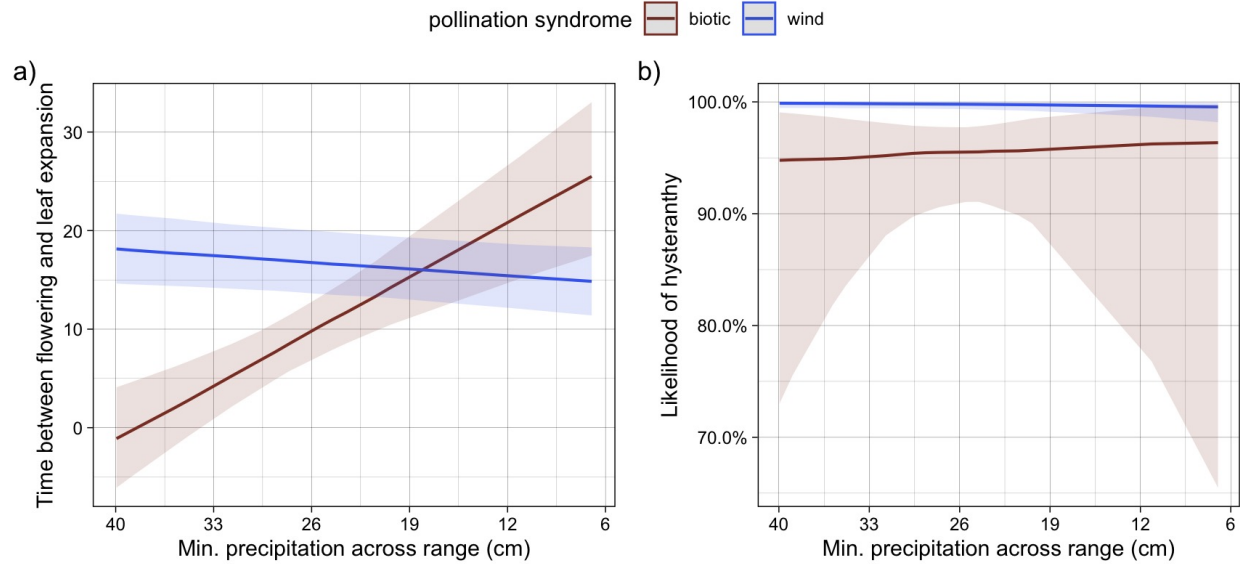 pollination syndrome biotic wind
a)
Time between flowering and leaf expansion
30
20
10
0
40 33 26 19 12 6
Min. precipitation across range (cm)
b)
Likelihood of hysteranthy
100.0%
90.0%
80.0%
70.0%
40 33 26 19 12 6
Min. precipitation across range (cm)